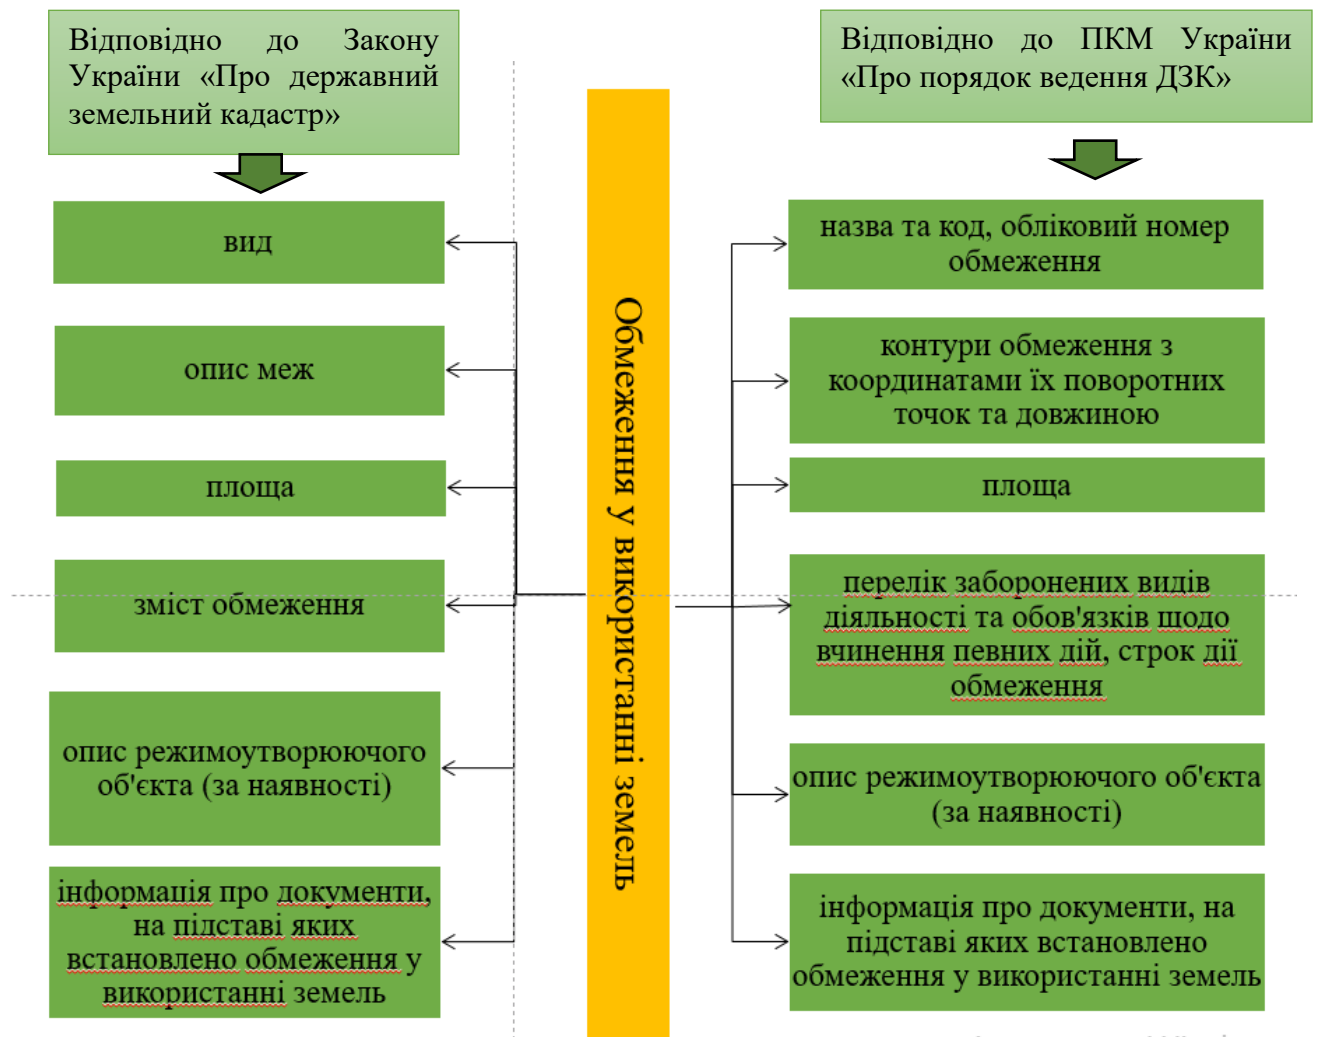 Відповідно до Закону
України «Про державний
земельний кадастр»
вид
опис меж
площа
зміст обмеження
опис режимоутворюючого
об'єкта (за наявності)
інформація про документи,
на підставі яких
встановлено обмеження у
використанні земель
Обмеження у використанні земель
Відповідно до ПКМ України
«Про порядок ведення ДЗК»
назва та код, обліковий номер
обмеження
контури обмеження з
координатами їх поворотних
точок та довжиною
площа
перелік заборонених видів
діяльності та обов'язків щодо
вчинення певних дій, строк дії
обмеження
опис режимоутворюючого об'єкта
(за наявності)
інформація про документи, на
підставі яких встановлено
обмеження у використанні земель